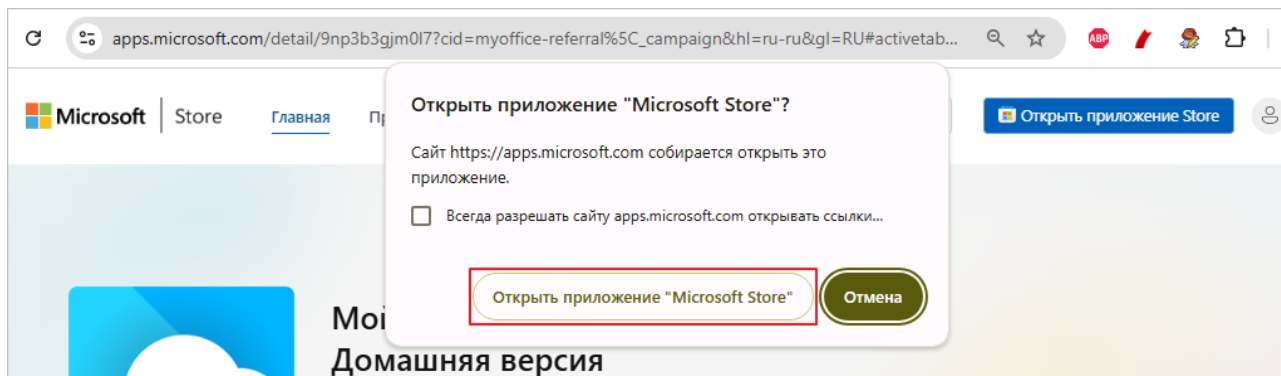 apps.microsoft.com/detail/9np3b3gjm0l7?cid=myoffice-referral%5C_campaign&hl=ru-ru&gl=RU#activetab...
ABP
Microsoft Store Главная
Открыть приложение Store
Открыть приложение "Microsoft Store"?
Сайт https://apps.microsoft.com собирается открыть это
приложение.
Всегда разрешать сайту apps.microsoft.com открывать ссылки...
Открыть приложение "Microsoft Store" Отмена
Мой
Домашняя версия